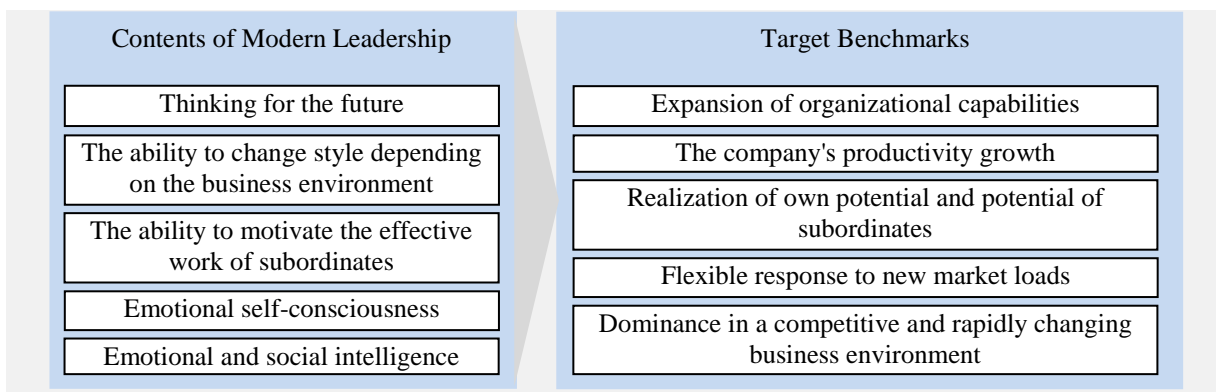 Contents of Modern Leadership
Thinking for the future
The ability to change style depending
on the business environment
The ability to motivate the effective
work of subordinates
Emotional self-consciousness
Emotional and social intelligence
Target Benchmarks
Expansion of organizational capabilities
The company's productivity growth
Realization of own potential and potential of
subordinates
Flexible response to new market loads
Dominance in a competitive and rapidly changing
business environment